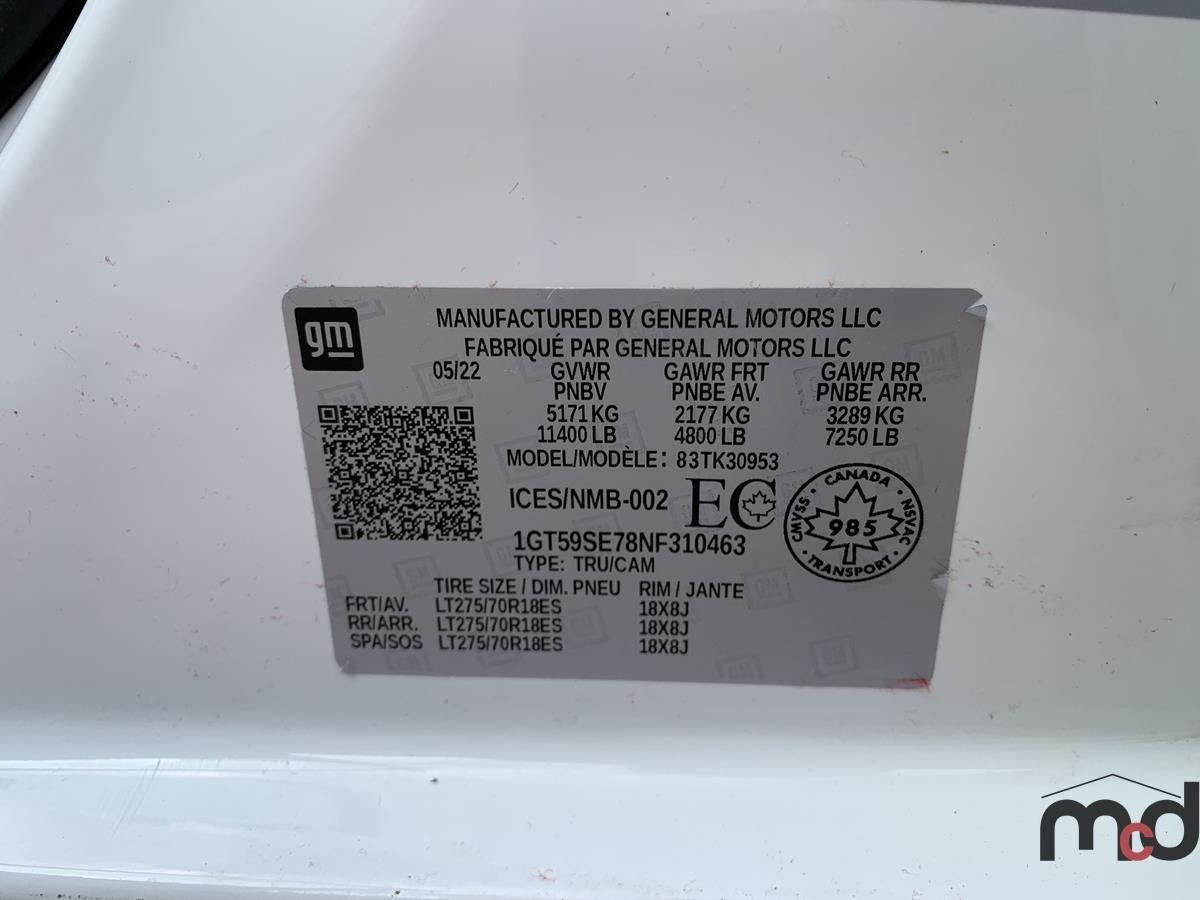 gm
MANUFACTURED BY GENERAL MOTORS LLC
FABRIQUÉ PAR GENERAL MOTORS LLC
05/22 GVWR GAWR FRT GAWR RR
PNBV PNBE AV. PNBE ARR.
5171 KG 2177 KG 3289 KG
11400 LB 4800 LB 7250 LB
MODEL/MODÈLE: 83TK30953
ICES/NMB-002 EC
CANADA
CMVSS 985 NSVAC
TRANSPORT
1GT59SE78NF310463
TYPE: TRU/CAM
TIRE SIZE / DIM. PNEU RIM / JANTE
FRT/AV. LT275/70R18ES 18X8J
RR/ARR. LT275/70R18ES 18X8J
SPA/SOS LT275/70R18ES 18X8J
mcd